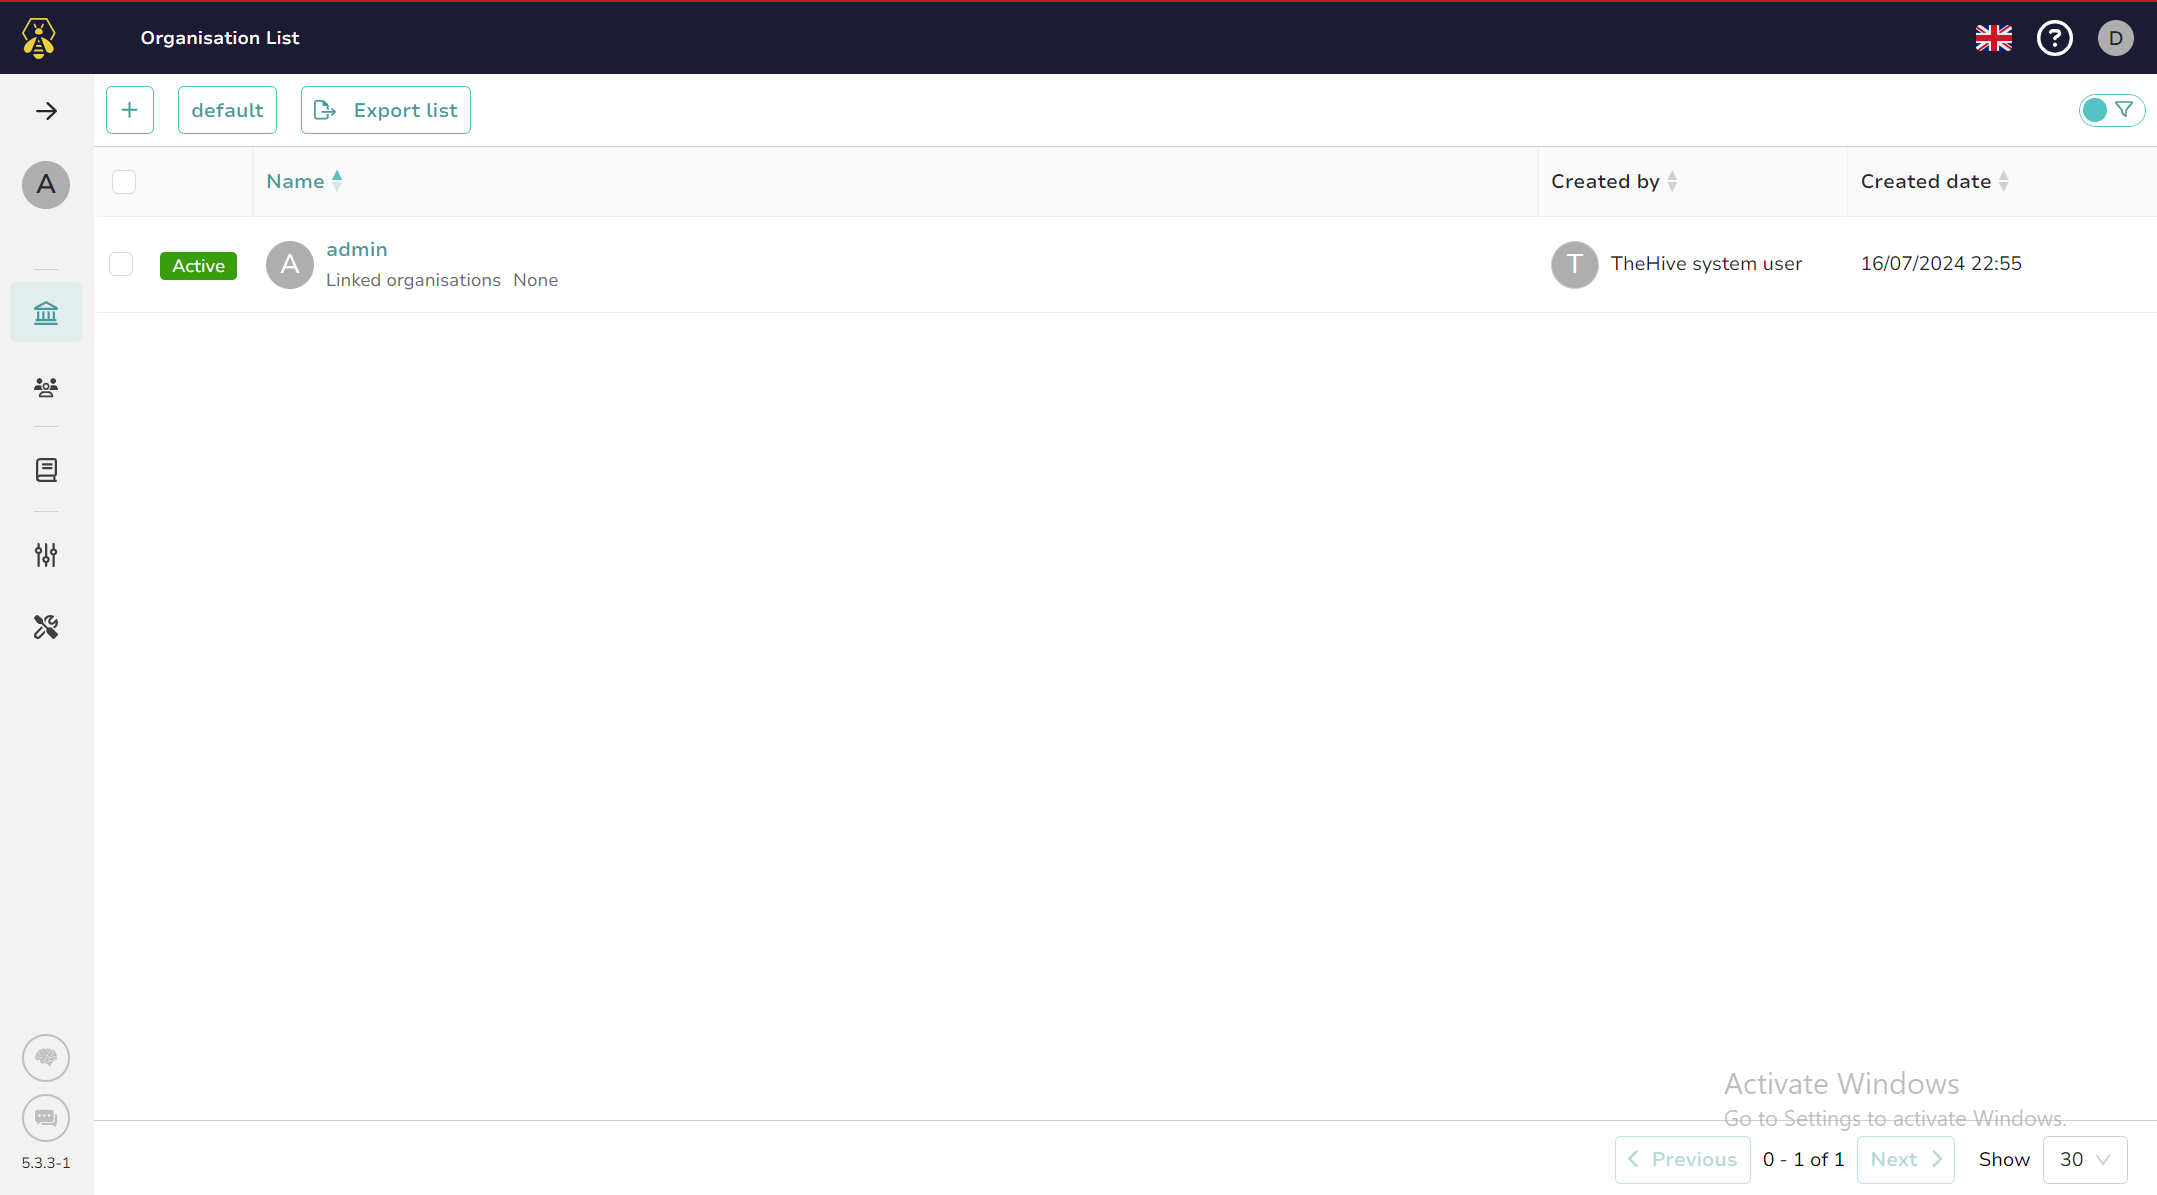 Organisation List
D
default
Export list
A
Name
Created by
Created date
Active
A
admin
Linked organisations None
T
TheHive system user
16/07/2024 22:55
Activate Windows
Go to Settings to activate Windows.
5.3.3-1
Previous
0 - 1 of 1
Next
Show
30